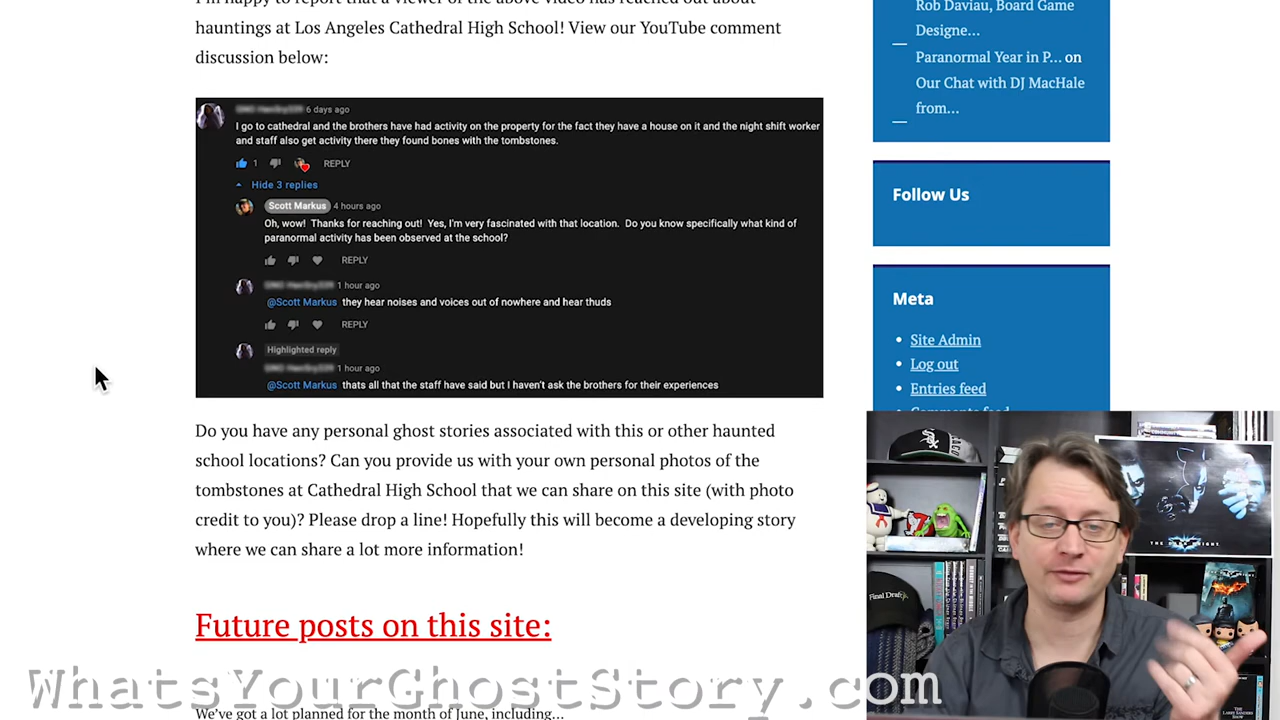 I'm happy to report that a viewer of the above video has reached out about
hauntings at Los Angeles Cathedral High School! View our YouTube comment
discussion below:
6 days ago
I go to cathedral and the brothers have had activity on the property for the fact they have a house on it and the night shift worker
and staff also get activity there they found bones with the tombstones.
1 REPLY
Hide 3 replies
Scott Markus 4 hours ago
Oh, wow! Thanks for reaching out! Yes, I'm very fascinated with that location. Do you know specifically what kind of
paranormal activity has been observed at the school?
REPLY
1 hour ago
@Scott Markus they hear noises and voices out of nowhere and hear thuds
REPLY
Highlighted reply
1 hour ago
@Scott Markus thats all that the staff have said but I haven't ask the brothers for their experiences
Do you have any personal ghost stories associated with this or other haunted
school locations? Can you provide us with your own personal photos of the
tombstones at Cathedral High School that we can share on this site (with photo
credit to you)? Please drop a line! Hopefully this will become a developing story
where we can share a lot more information!
Future posts on this site:
We've got a lot planned for the month of June, including...
Rob Daviau, Board Game
Designe...
Paranormal Year in P... on
Our Chat with DJ MacHale
from...
Follow Us
Meta
Site Admin
Log out
Entries feed
Comments feed
THE DARK KNIGHT
Final Draft
WhatsYourGhostStory.com